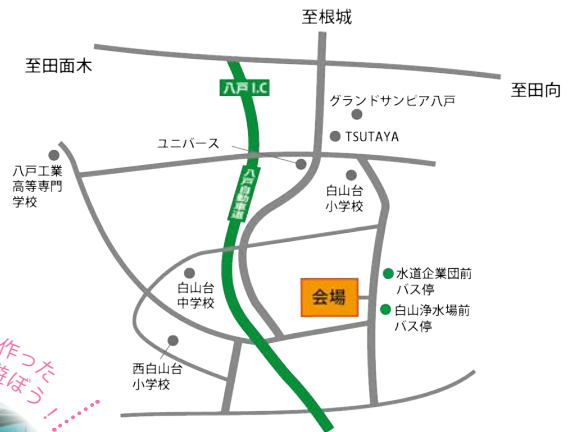 至根城
至田面木
八戸I.C
至田向
グランドサンピア八戸
TSUTAYA
ユニバース
八戸工業
高等専門
学校
八戸自動車道
白山台
小学校
白山台
中学校
会場
水道企業団前
バス停
白山浄水場前
バス停
西白山台
小学校
作った
遊ぼう!